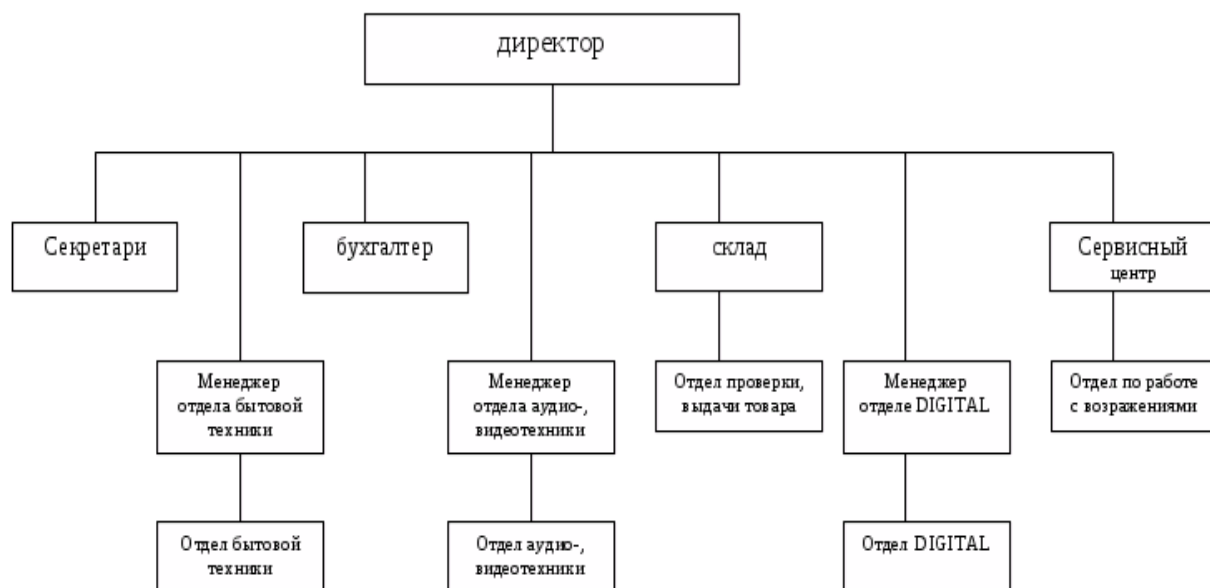 директор
Секретари
бухгалтер
склад
Сервисный
центр
Менеджер
отдела бытовой
техники
Менеджер
отдела аудио-,
видеотехники
Отдел проверки,
выдачи товара
Менеджер
отделе DIGITAL
Отдел по работе
с возражениями
Отдел бытовой
техники
Отдел аудио-,
видеотехники
Отдел DIGITAL